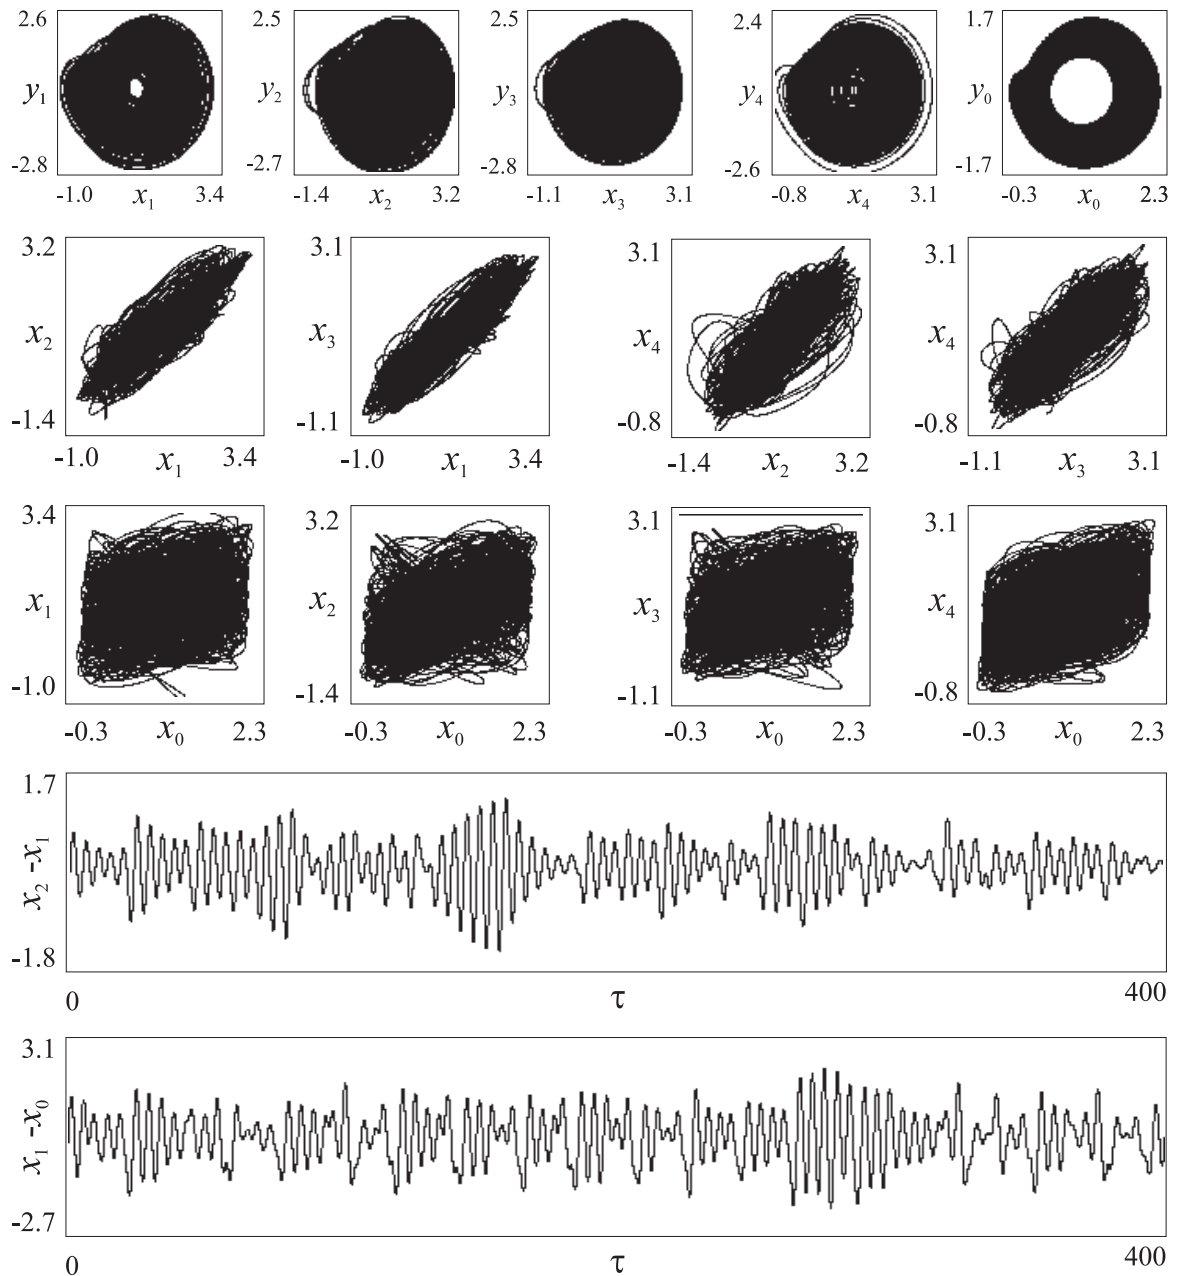 2.6 2.5 2.5 2.4 1.7
y₁ y₂ y₃ y₄ y₀
-2.8 -2.7 -2.8 -2.6 -1.7
-1.0 x₁ 3.4 -1.4 x₂ 3.2 -1.1 x₃ 3.1 -0.8 x₄ 3.1 -0.3 x₀ 2.3
3.2 3.1 3.1 3.1
x₂ x₃ x₄ x₄
-1.4 -1.1 -0.8 -0.8
-1.0 x₁ 3.4 -1.0 x₁ 3.4 -1.4 x₂ 3.2 -1.1 x₃ 3.1
3.4 3.2 3.1 3.1
x₁ x₂ x₃ x₄
-1.0 -1.4 -1.1 -0.8
-0.3 x₀ 2.3 -0.3 x₀ 2.3 -0.3 x₀ 2.3 -0.3 x₀ 2.3
1.7
x₂ -x₁
-1.8
0 τ 400
3.1
x₁ -x₀
-2.7
0 τ 400